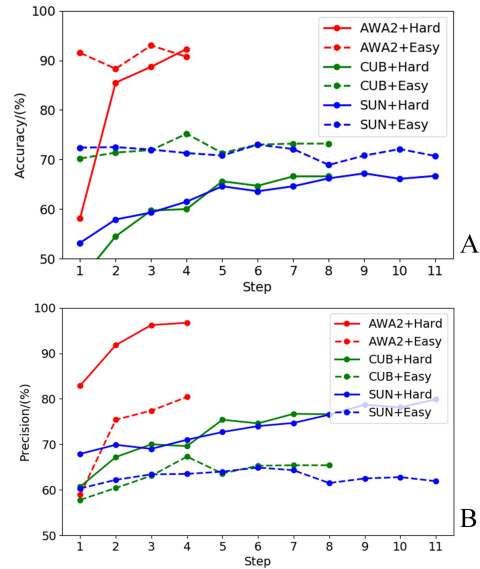 100
90
80
70
60
50
Accuracy/(%)
AWA2+Hard
AWA2+Easy
CUB+Hard
CUB+Easy
SUN+Hard
SUN+Easy
1 2 3 4 5 6 7 8 9 10 11
Step
A
100
90
80
70
60
50
Precision/(%)
AWA2+Hard
AWA2+Easy
CUB+Hard
CUB+Easy
SUN+Hard
SUN+Easy
1 2 3 4 5 6 7 8 9 10 11
Step
B